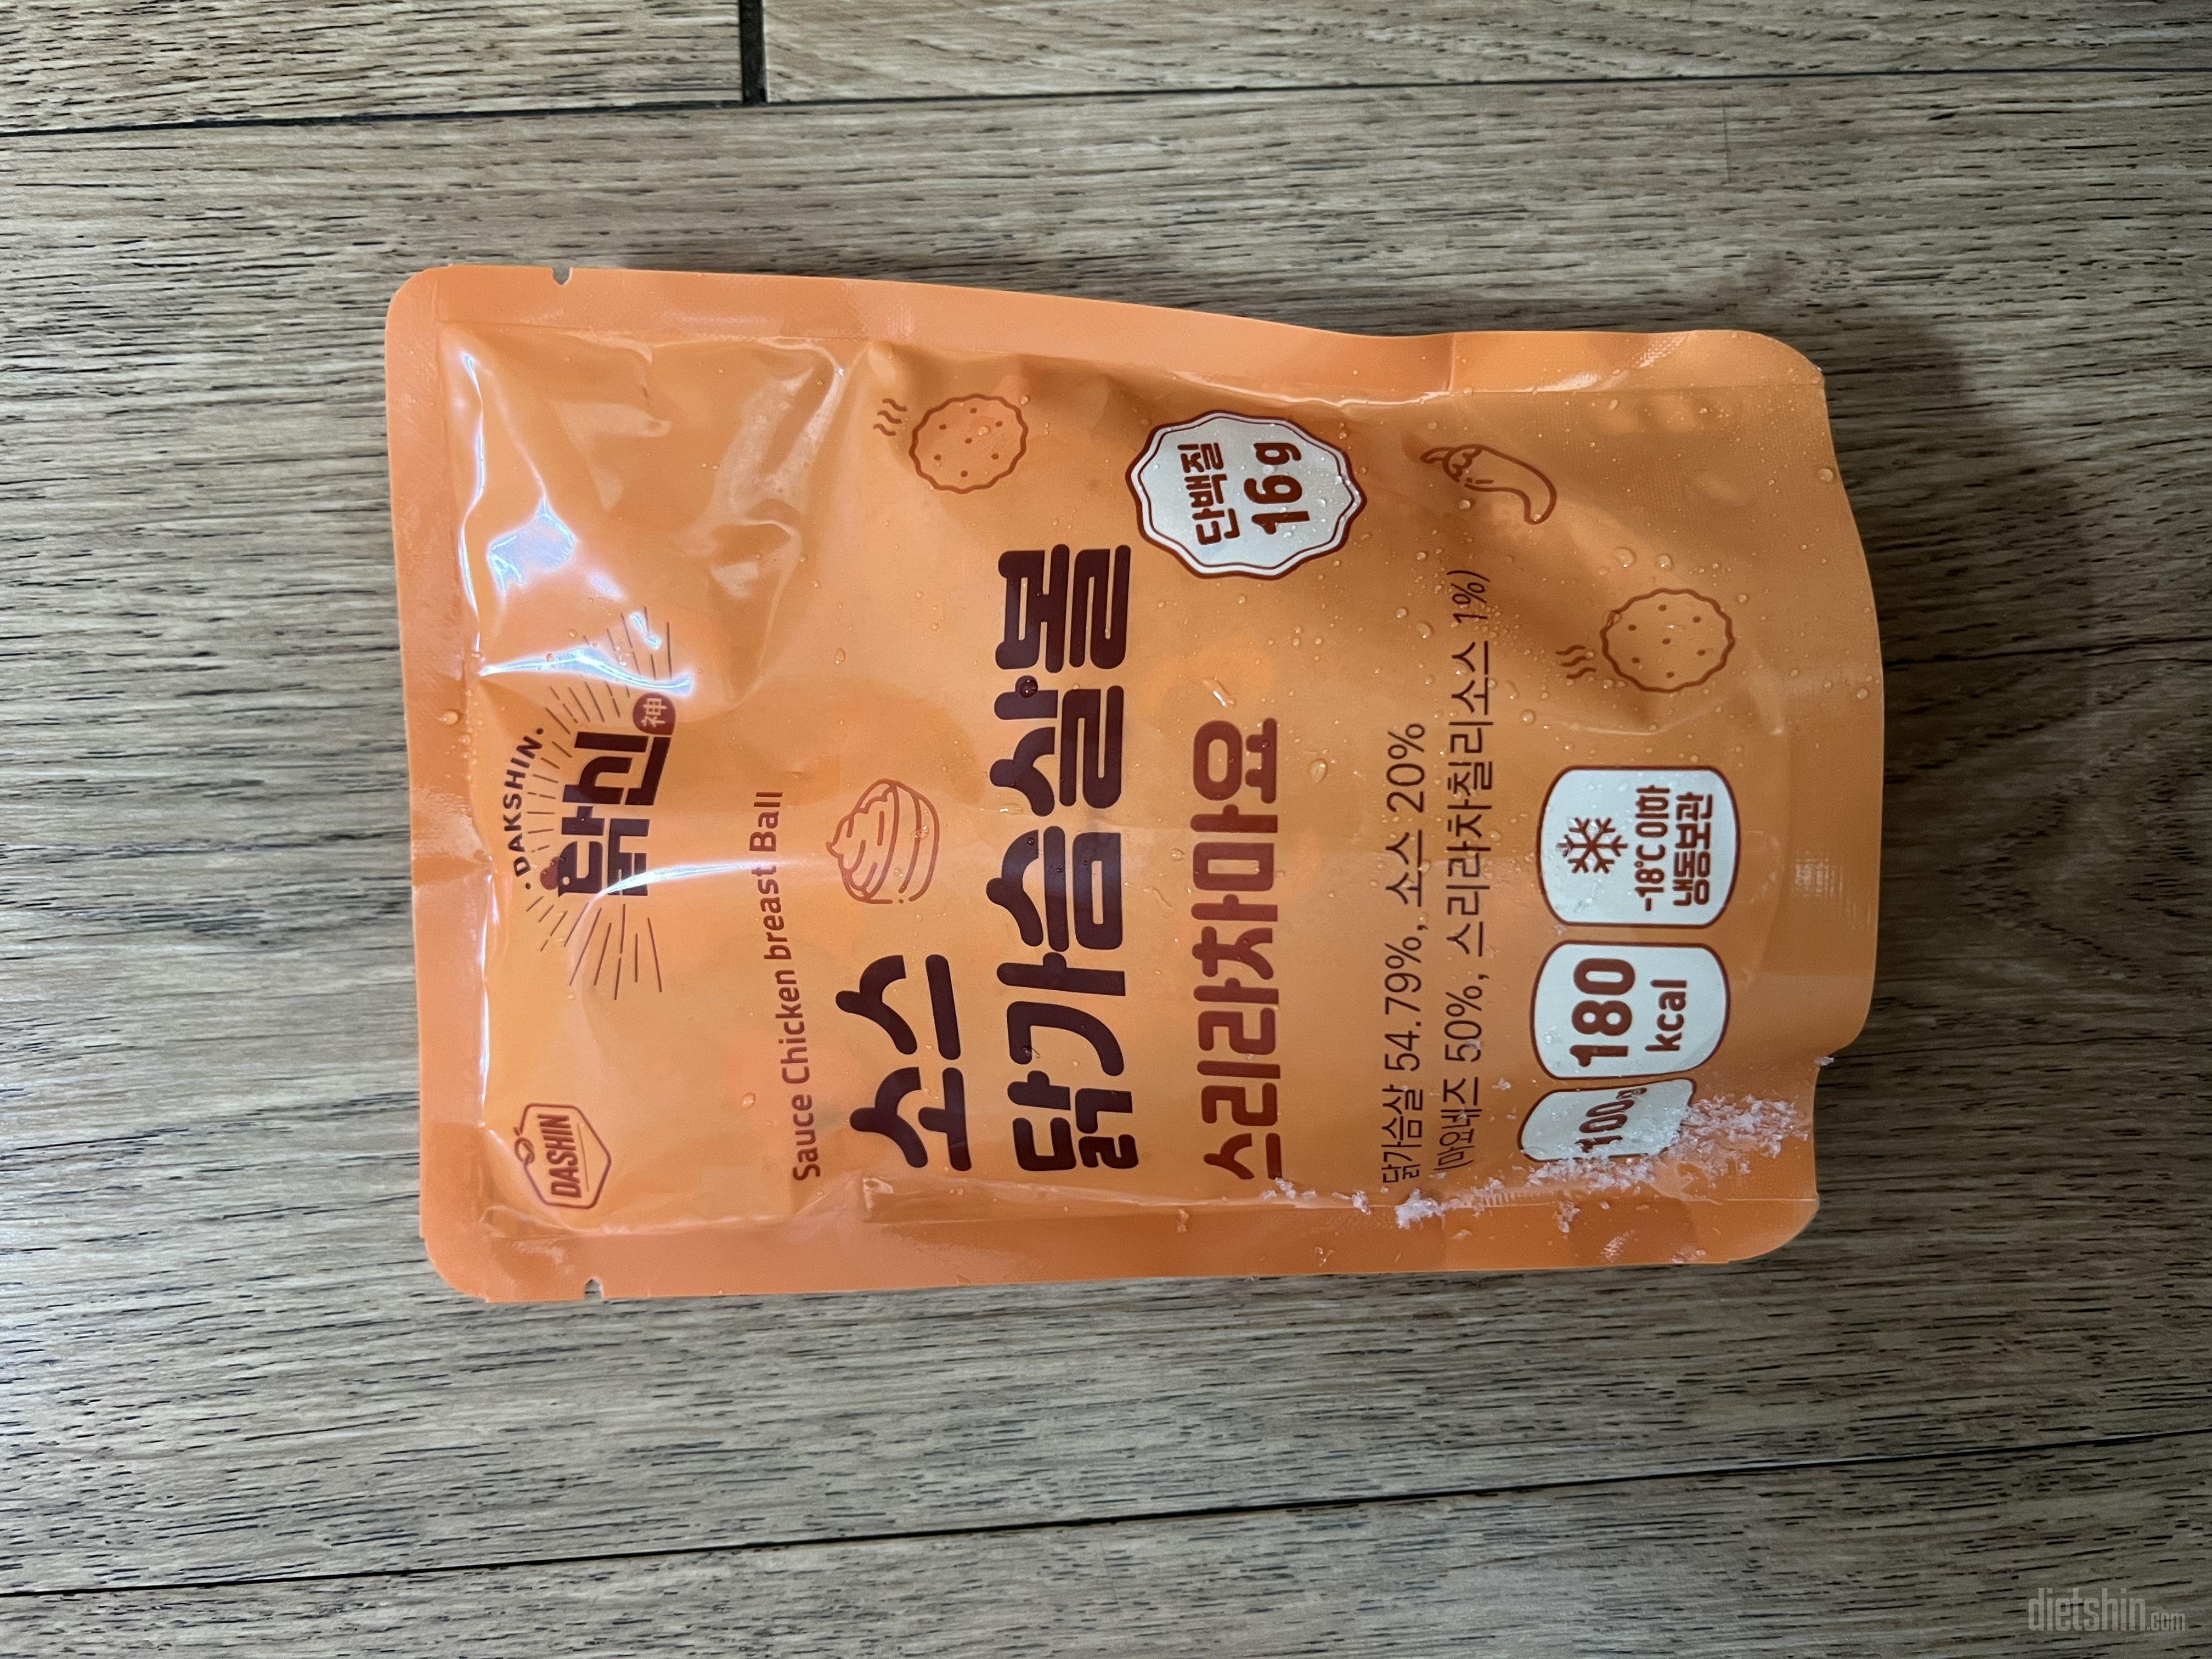 DASHIN
·DAKSHIN·
닭신
神
Sauce Chicken breast Ball
소스
닭가슴살볼
스리라차마요
단백질
16g
닭가슴살 54.79%, 소스 20%
(마요네즈 50%, 스리라차칠리소스 1%)
100g
180
kcal
-18℃ 이하
냉동보관
dietshin.com